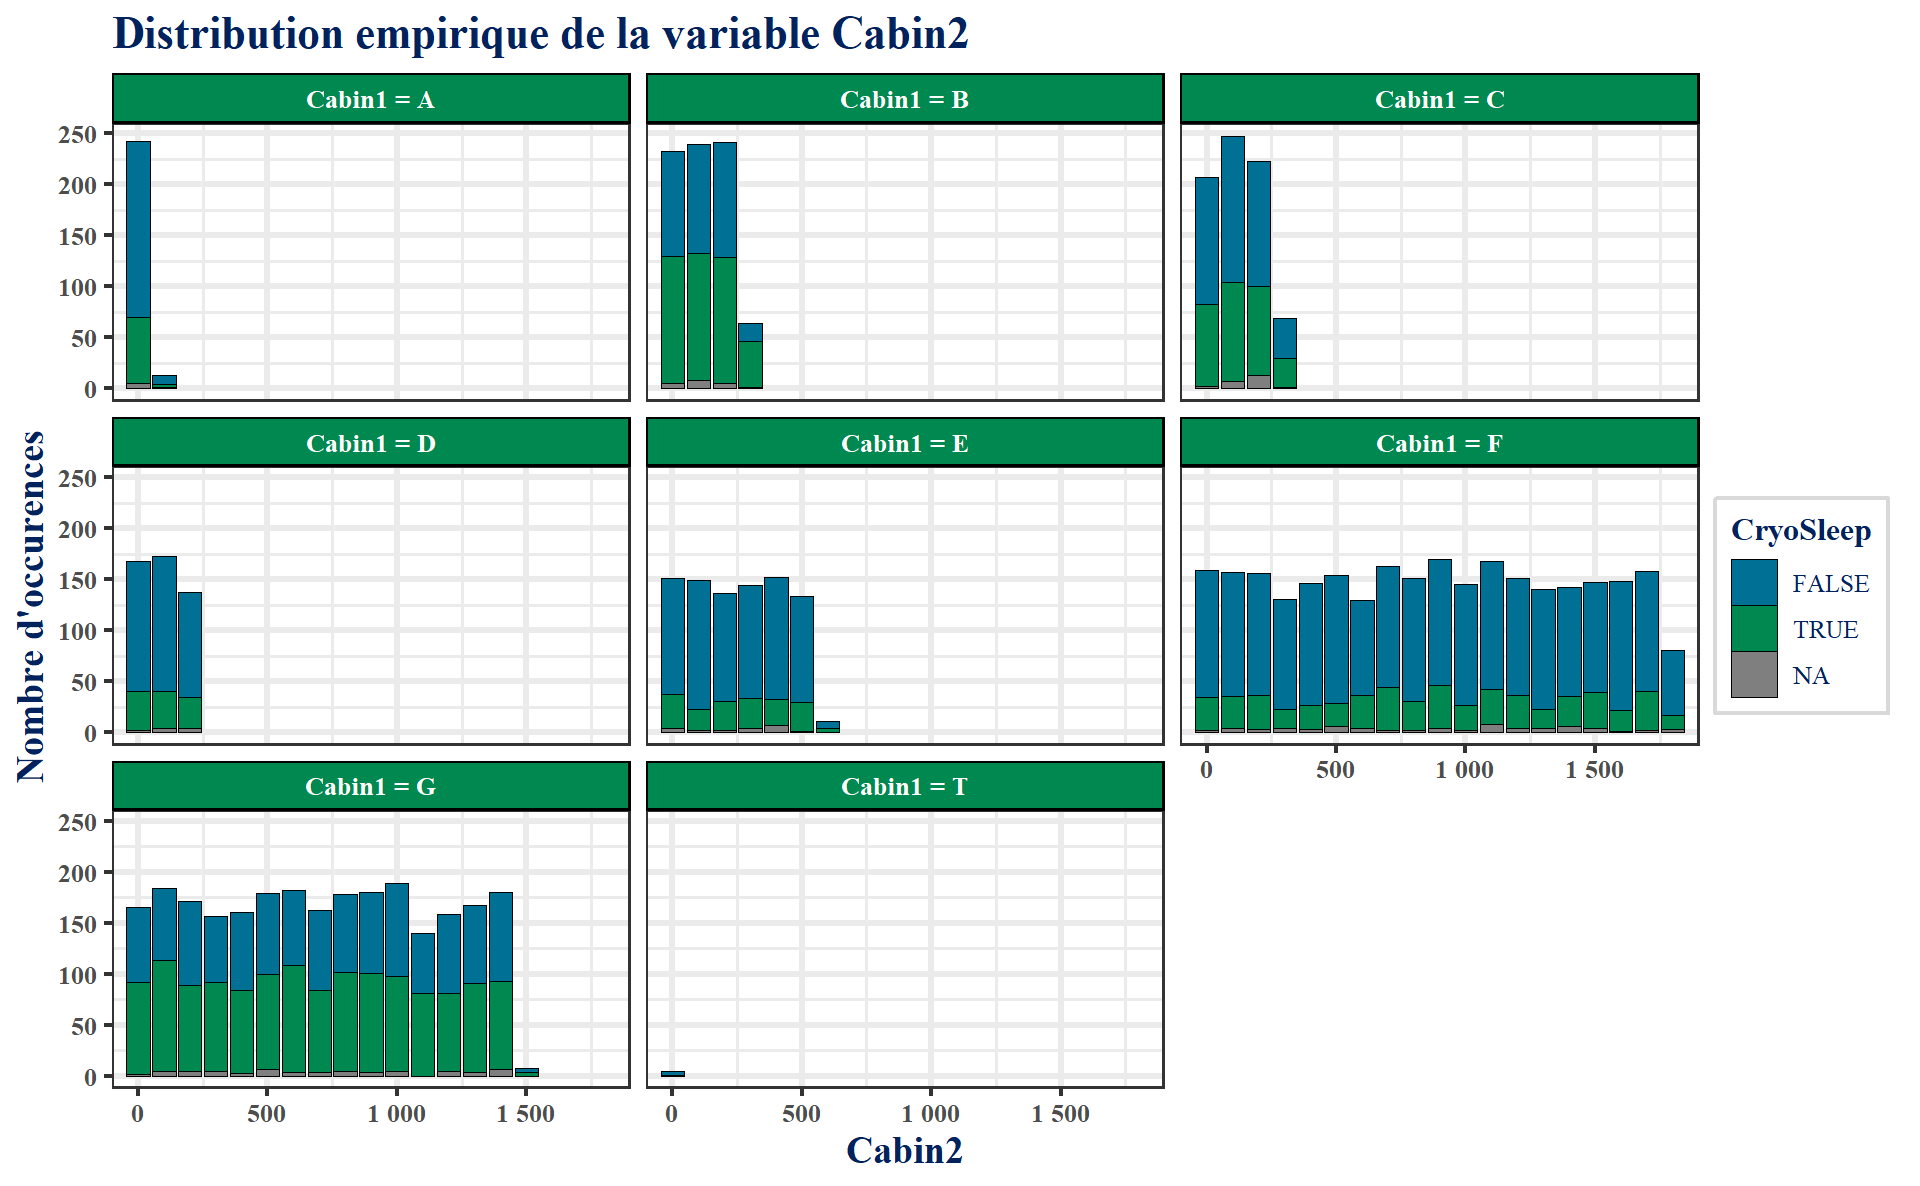 Distribution empirique de la variable Cabin2
Cabin1 = A
Cabin1 = B
Cabin1 = C
250
200
150
100
50
0
Cabin1 = D
Cabin1 = E
Cabin1 = F
250
200
150
100
50
0
0
500
1 000
1 500
Cabin1 = G
Cabin1 = T
250
200
150
100
50
0
0
500
1 000
1 500
0
500
1 000
1 500
Cabin2
Nombre d'occurences
CryoSleep
FALSE
TRUE
NA